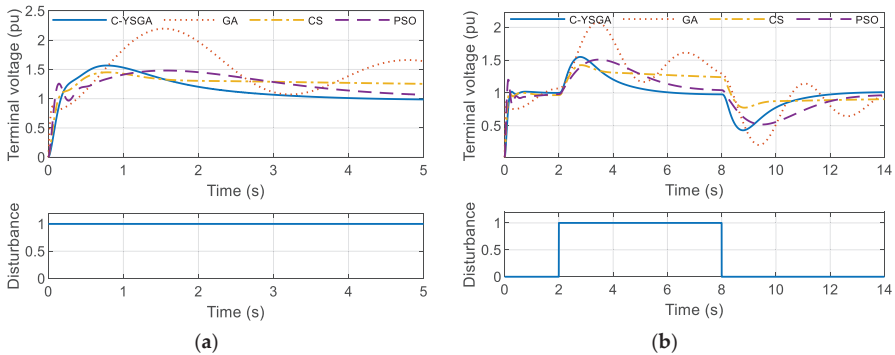 C-YSGA GA CS PSO
Terminal voltage (pu)
2.5
2
1.5
1
0.5
0
0 1 2 3 4 5
Time (s)
Disturbance
1
0.5
0
0 1 2 3 4 5
Time (s)
(a)
C-YSGA GA CS PSO
Terminal voltage (pu)
2
1.5
1
0.5
0 2 4 6 8 10 12 14
Time (s)
Disturbance
1
0.5
0
0 2 4 6 8 10 12 14
Time (s)
(b)